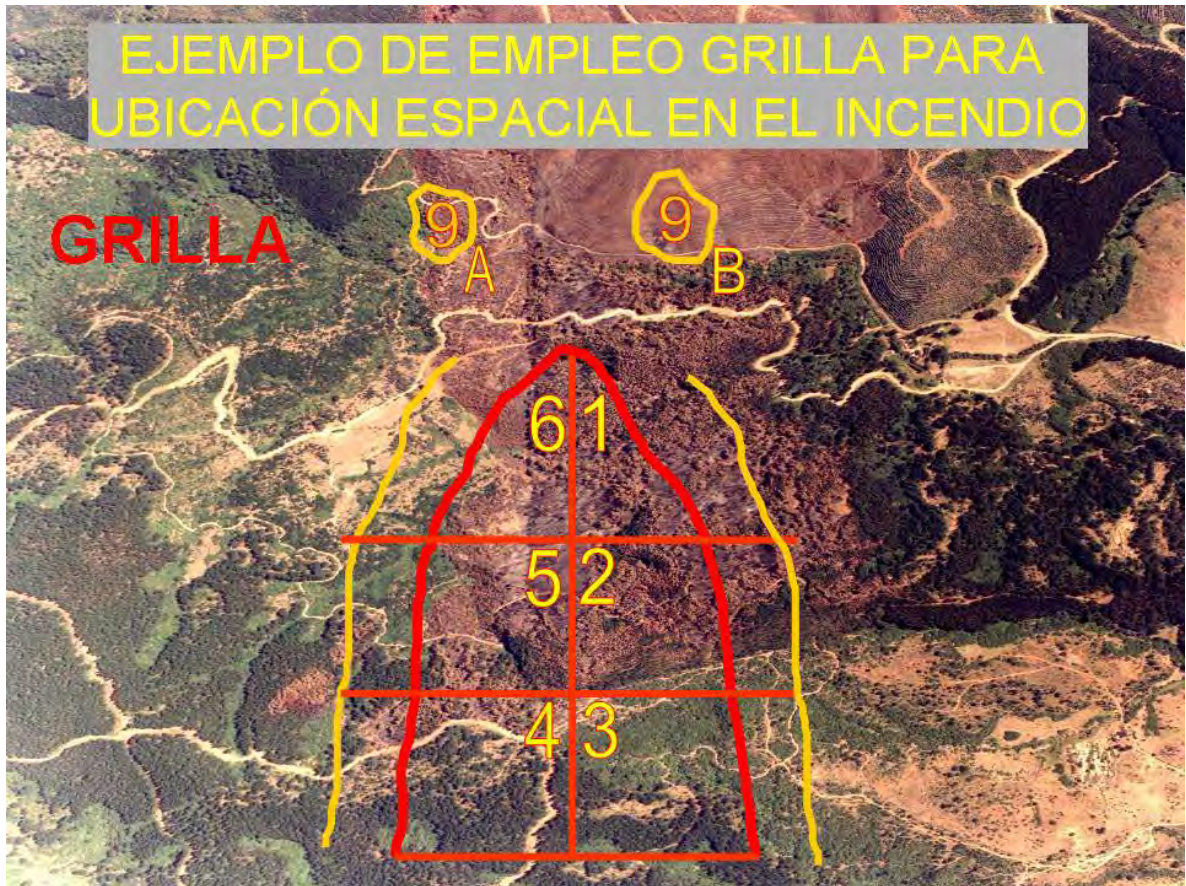 EJEMPLO DE EMPLEO GRILLA PARA
UBICACIÓN ESPACIAL EN EL INCENDIO
GRILLA
9
A
9
B
6 1
5 2
4 3